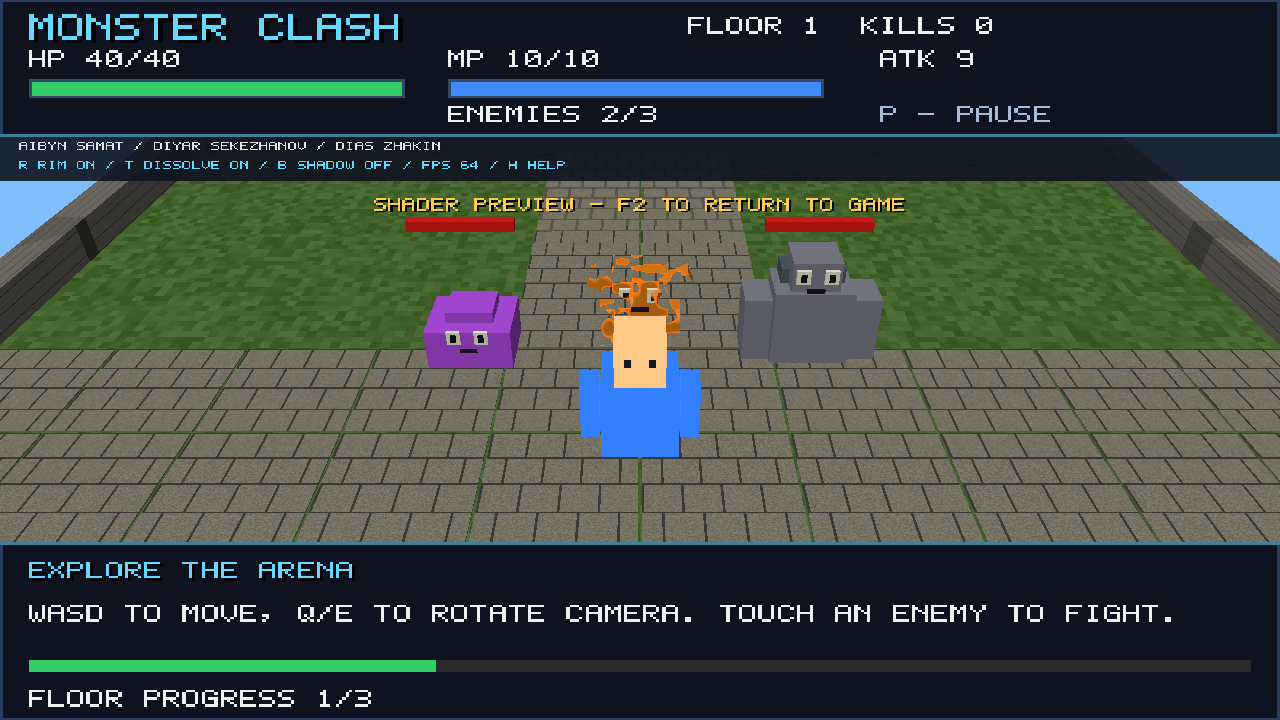 MONSTER CLASH
FLOOR 1 KILLS 0
HP 40/40
MP 10/10
ATK 9
ENEMIES 2/3
P - PAUSE
AIBYN SAMAT / DIYAR SEKEZHANOV / DIAS ZHAKIN
R RIM ON / T DISSOLVE ON / B SHADOW OFF / FPS 64 / H HELP
SHADER PREVIEW - F2 TO RETURN TO GAME
EXPLORE THE ARENA
WASD TO MOVE, Q/E TO ROTATE CAMERA. TOUCH AN ENEMY TO FIGHT.
FLOOR PROGRESS 1/3